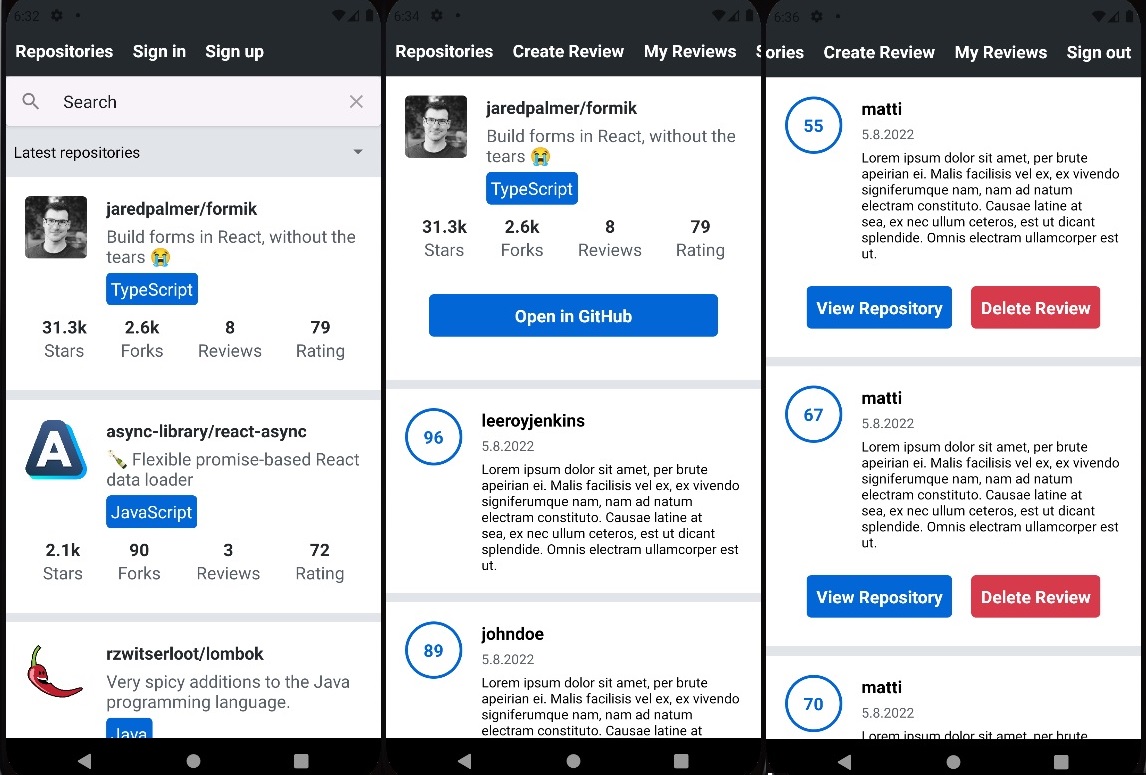 6:32
Repositories Sign in Sign up
Search
Latest repositories
jaredpalmer/formik
Build forms in React, without the
tears 😭
TypeScript
31.3k 2.6k 8 79
Stars Forks Reviews Rating
A
async-library/react-async
🍾 Flexible promise-based React
data loader
JavaScript
2.1k 90 3 72
Stars Forks Reviews Rating
rzwitserloot/lombok
Very spicy additions to the Java
programming language.
Java
6:34
Repositories Create Review My Reviews S
jaredpalmer/formik
Build forms in React, without the
tears 😭
TypeScript
31.3k 2.6k 8 79
Stars Forks Reviews Rating
Open in GitHub
96
leeroyjenkins
5.8.2022
Lorem ipsum dolor sit amet, per brute
apeirian ei. Malis facilisis vel ex, ex vivendo
signiferumque nam, nam ad natum
electram constituto. Causae latine at
sea, ex nec ullum ceteros, est ut dicant
splendide. Omnis electram ullamcorper est
ut.
89
johndoe
5.8.2022
Lorem ipsum dolor sit amet, per brute
apeirian ei. Malis facilisis vel ex, ex vivendo
signiferumque nam, nam ad natum
electram constituto. Causae latine at
6:36
ories Create Review My Reviews Sign out
55
matti
5.8.2022
Lorem ipsum dolor sit amet, per brute
apeirian ei. Malis facilisis vel ex, ex vivendo
signiferumque nam, nam ad natum
electram constituto. Causae latine at
sea, ex nec ullum ceteros, est ut dicant
splendide. Omnis electram ullamcorper est
ut.
View Repository Delete Review
67
matti
5.8.2022
Lorem ipsum dolor sit amet, per brute
apeirian ei. Malis facilisis vel ex, ex vivendo
signiferumque nam, nam ad natum
electram constituto. Causae latine at
sea, ex nec ullum ceteros, est ut dicant
splendide. Omnis electram ullamcorper est
ut.
View Repository Delete Review
70
matti
5.8.2022
Lorem ipsum dolor sit amet, per brute